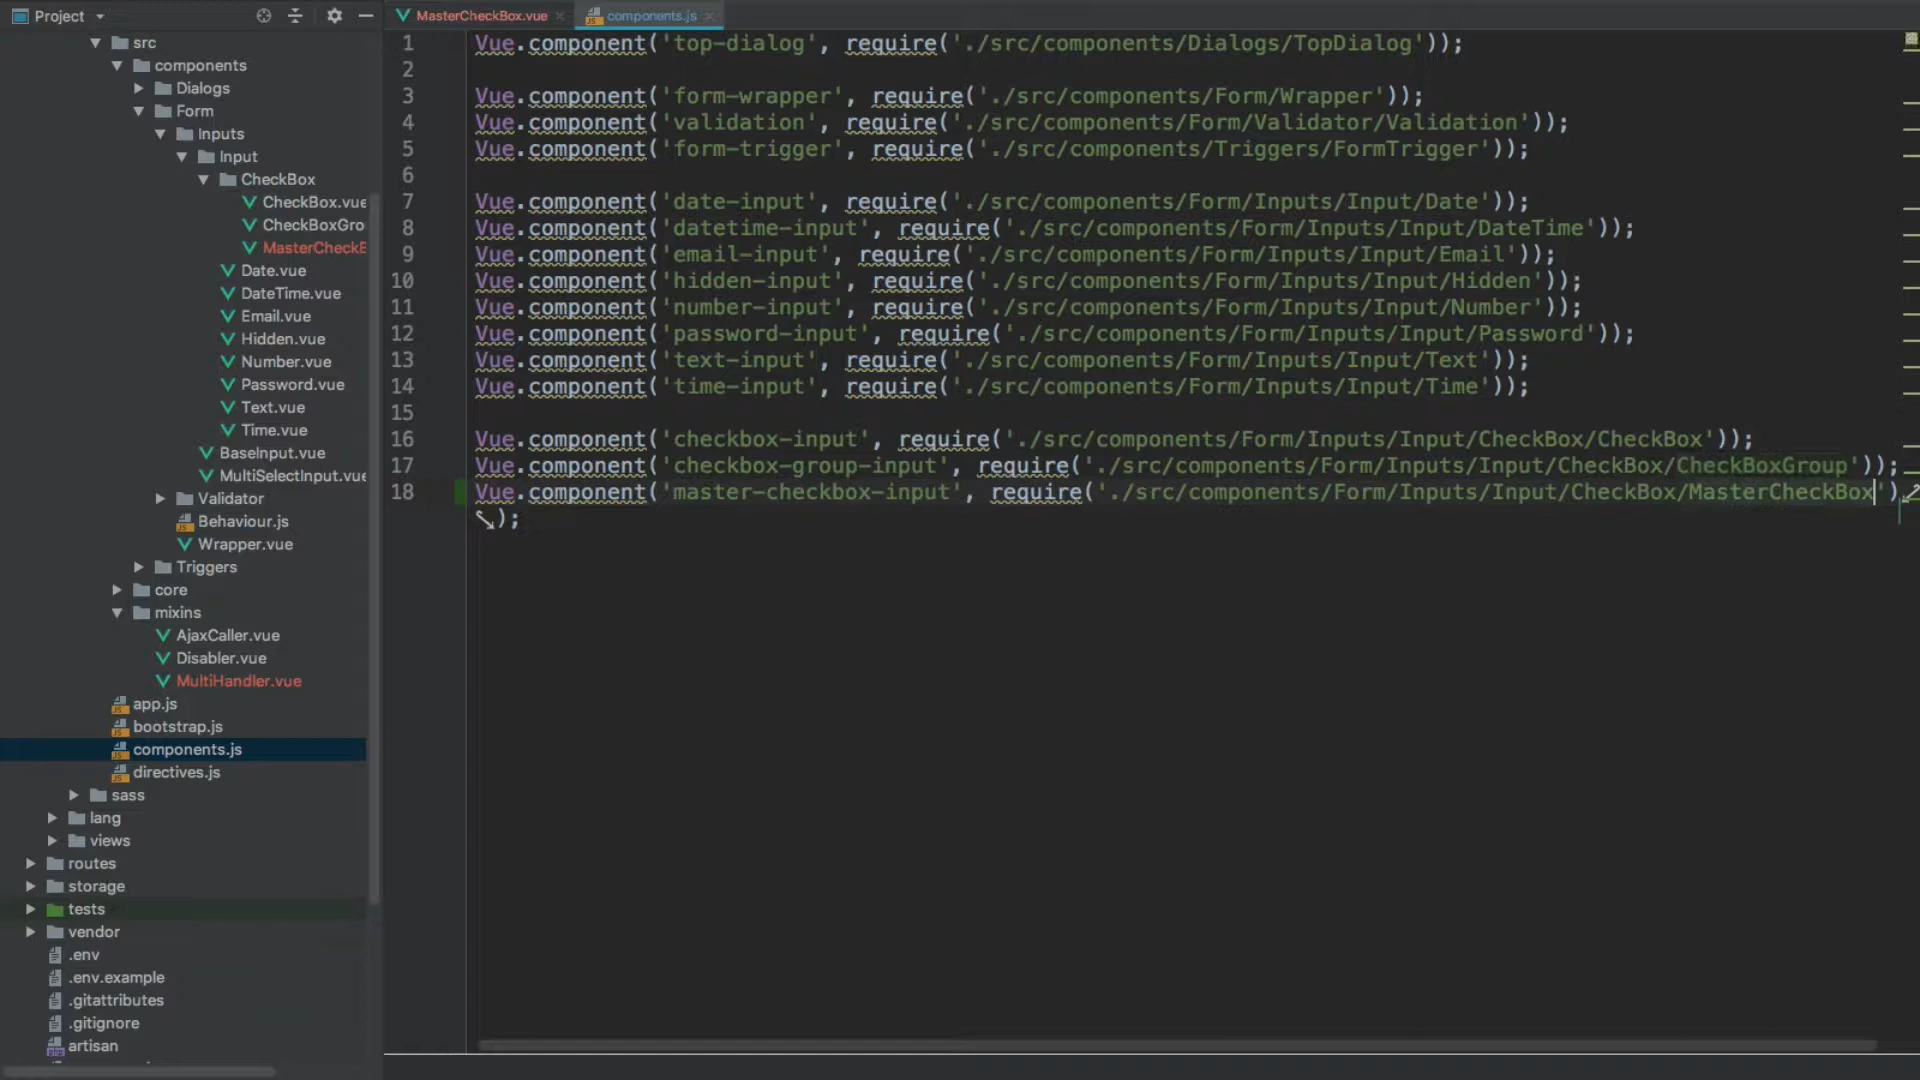 Project
MasterCheckBox.vue
components.js
src
components
Dialogs
Form
Inputs
Input
CheckBox
CheckBox.vue
CheckBoxGro
MasterCheckB
Date.vue
DateTime.vue
Email.vue
Hidden.vue
Number.vue
Password.vue
Text.vue
Time.vue
BaseInput.vue
MultiSelectInput.vue
Validator
Behaviour.js
Wrapper.vue
Triggers
core
mixins
AjaxCaller.vue
Disabler.vue
MultiHandler.vue
app.js
bootstrap.js
components.js
directives.js
sass
lang
views
routes
storage
tests
vendor
.env
.env.example
.gitattributes
.gitignore
artisan
1 Vue.component('top-dialog', require('./src/components/Dialogs/TopDialog'));
2
3 Vue.component('form-wrapper', require('./src/components/Form/Wrapper'));
4 Vue.component('validation', require('./src/components/Form/Validator/Validation'));
5 Vue.component('form-trigger', require('./src/components/Triggers/FormTrigger'));
6
7 Vue.component('date-input', require('./src/components/Form/Inputs/Input/Date'));
8 Vue.component('datetime-input', require('./src/components/Form/Inputs/Input/DateTime'));
9 Vue.component('email-input', require('./src/components/Form/Inputs/Input/Email'));
10 Vue.component('hidden-input', require('./src/components/Form/Inputs/Input/Hidden'));
11 Vue.component('number-input', require('./src/components/Form/Inputs/Input/Number'));
12 Vue.component('password-input', require('./src/components/Form/Inputs/Input/Password'));
13 Vue.component('text-input', require('./src/components/Form/Inputs/Input/Text'));
14 Vue.component('time-input', require('./src/components/Form/Inputs/Input/Time'));
15
16 Vue.component('checkbox-input', require('./src/components/Form/Inputs/Input/CheckBox/CheckBox'));
17 Vue.component('checkbox-group-input', require('./src/components/Form/Inputs/Input/CheckBox/CheckBoxGroup'));
18 Vue.component('master-checkbox-input', require('./src/components/Form/Inputs/Input/CheckBox/MasterCheckBox')
);